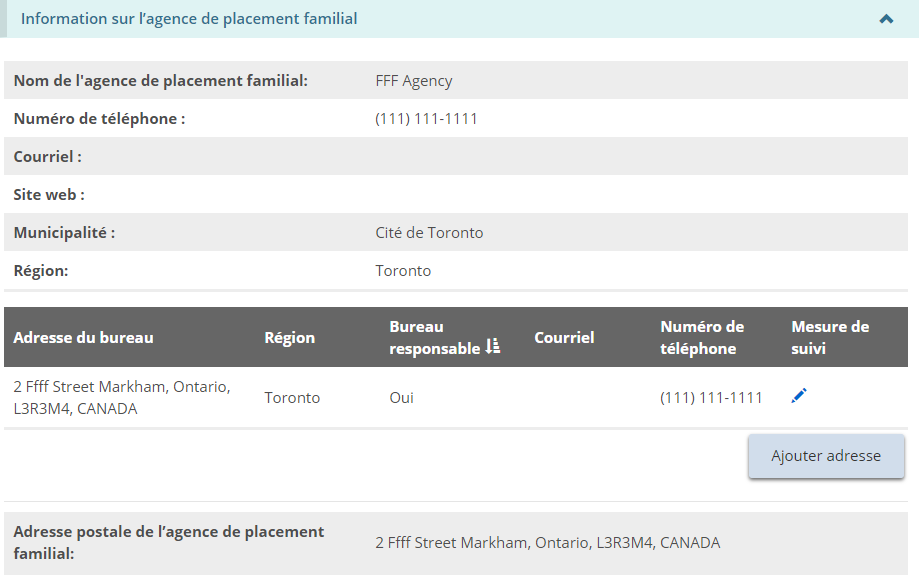 Information sur l’agence de placement familial
Nom de l'agence de placement familial: FFF Agency
Numéro de téléphone : (111) 111-1111
Courriel :
Site web :
Municipalité : Cité de Toronto
Région: Toronto
Adresse du bureau Région Bureau responsable Courriel Numéro de téléphone Mesure de suivi
2 Ffff Street Markham, Ontario, L3R3M4, CANADA Toronto Oui (111) 111-1111
Ajouter adresse
Adresse postale de l’agence de placement familial: 2 Ffff Street Markham, Ontario, L3R3M4, CANADA